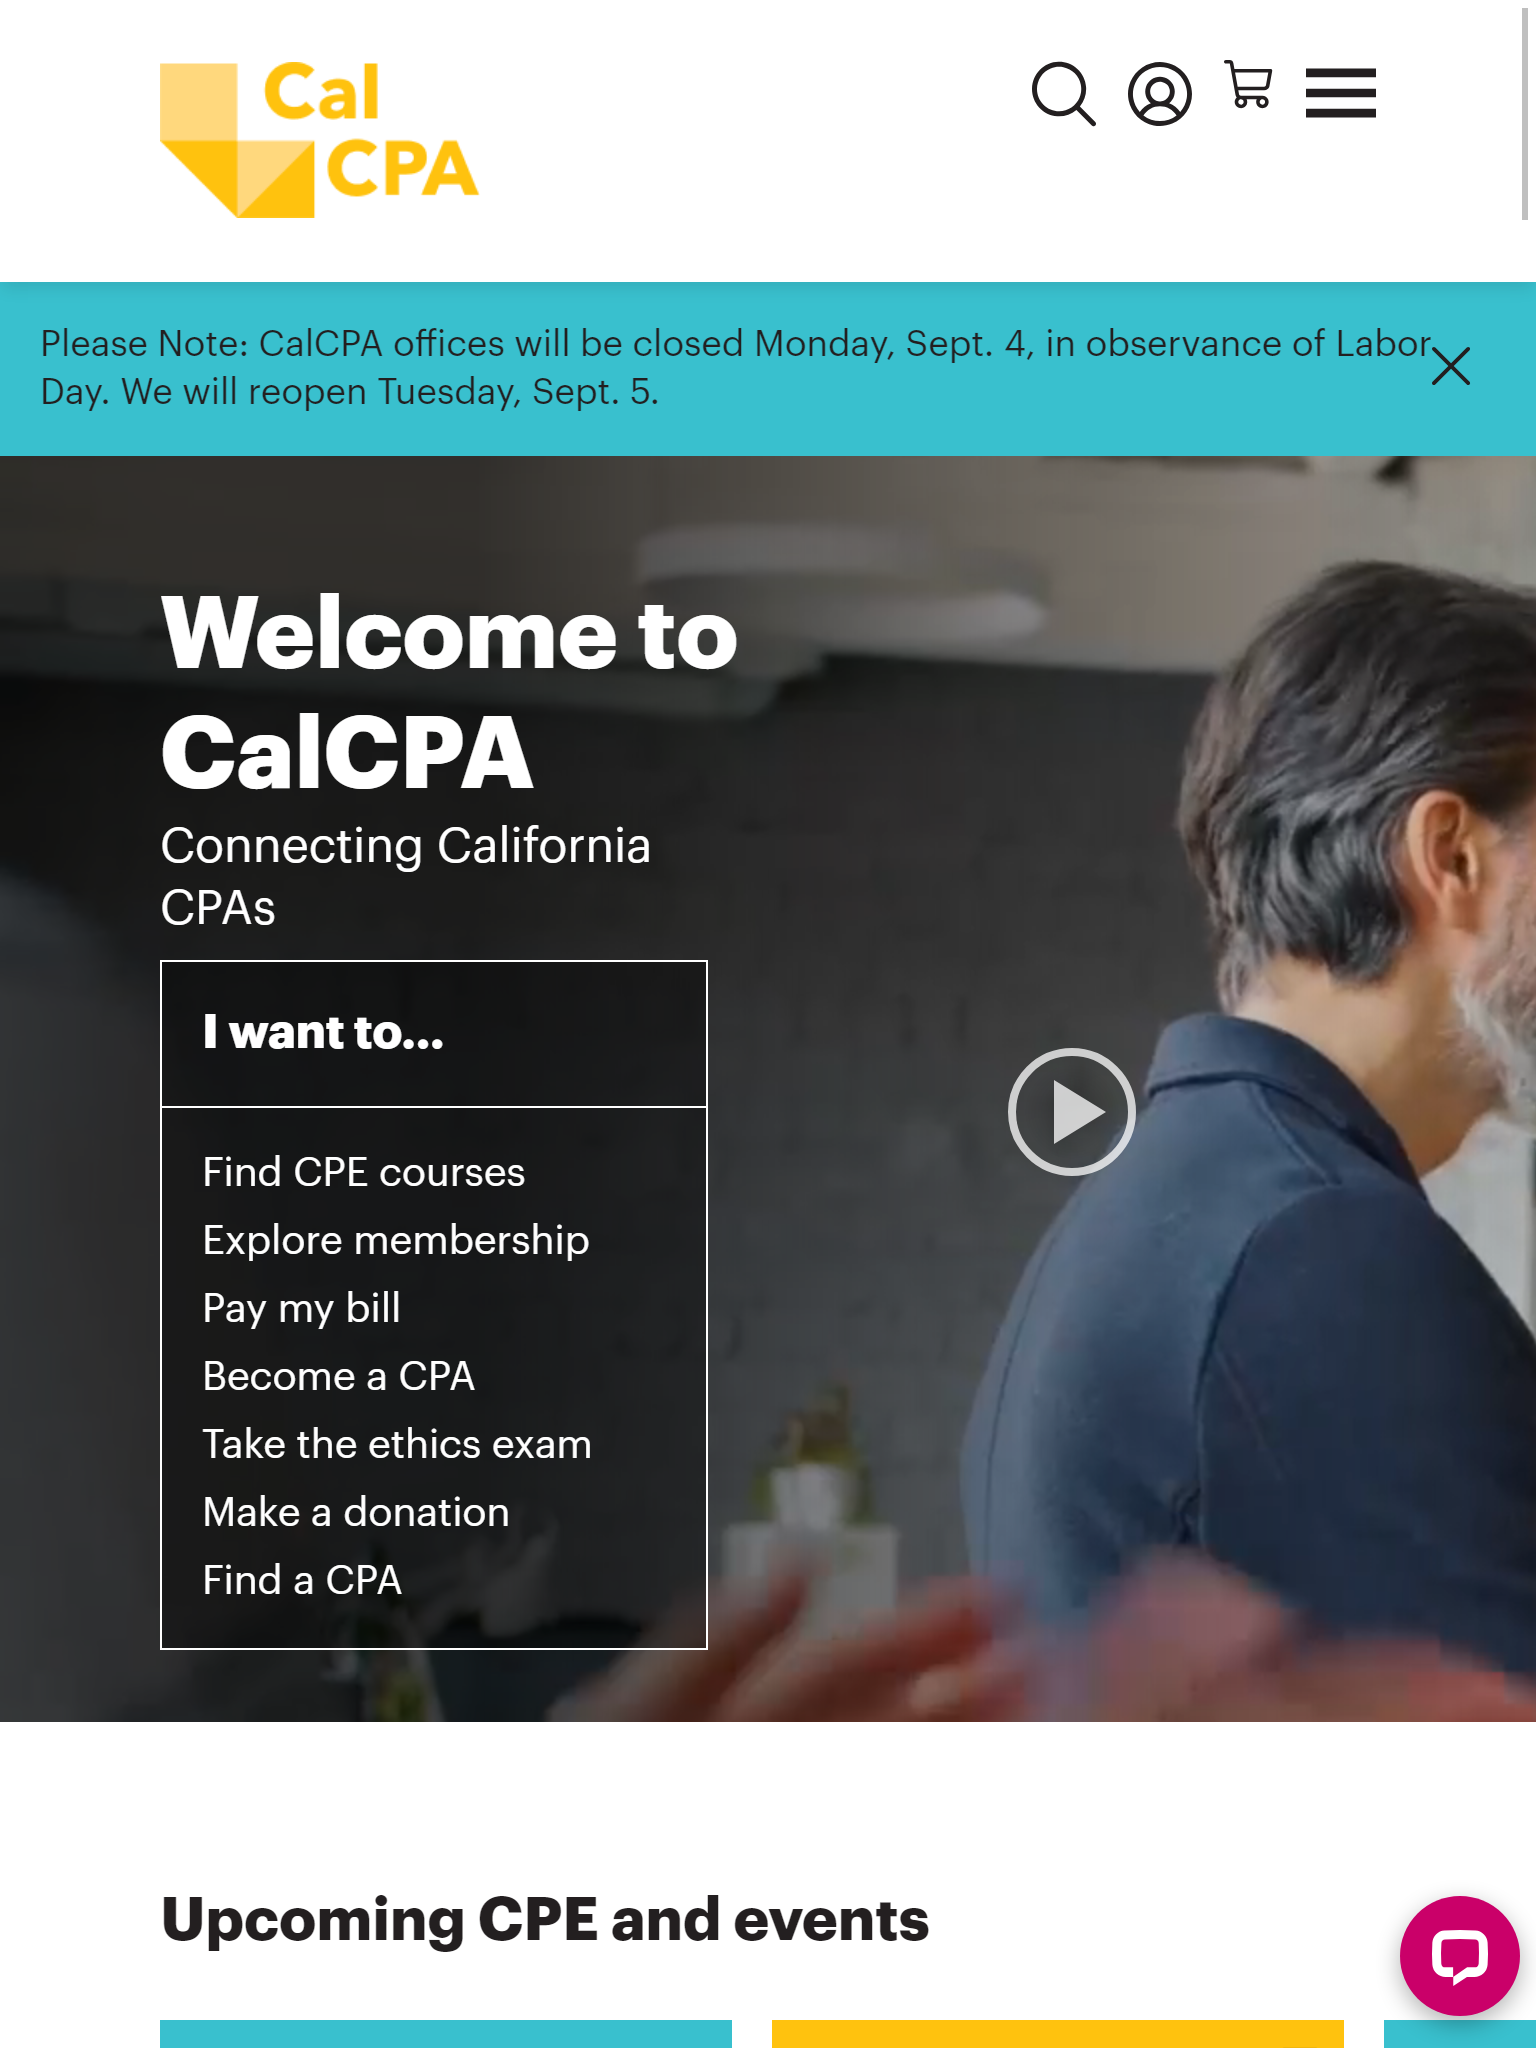 Cal
CPA
Please Note: CalCPA offices will be closed Monday, Sept. 4, in observance of Labor
Day. We will reopen Tuesday, Sept. 5.
Welcome to
CalCPA
Connecting California
CPAs
I want to...
Find CPE courses
Explore membership
Pay my bill
Become a CPA
Take the ethics exam
Make a donation
Find a CPA
Upcoming CPE and events